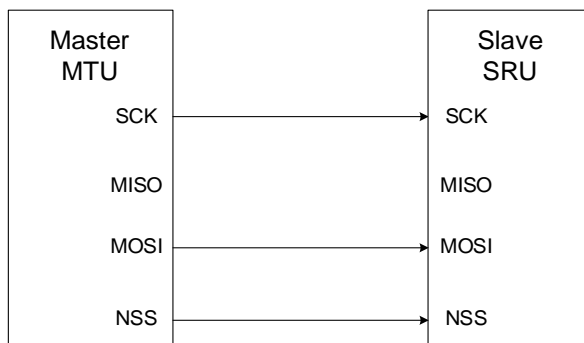 Master
MTU
SCK
MISO
MOSI
NSS
Slave
SRU
SCK
MISO
MOSI
NSS